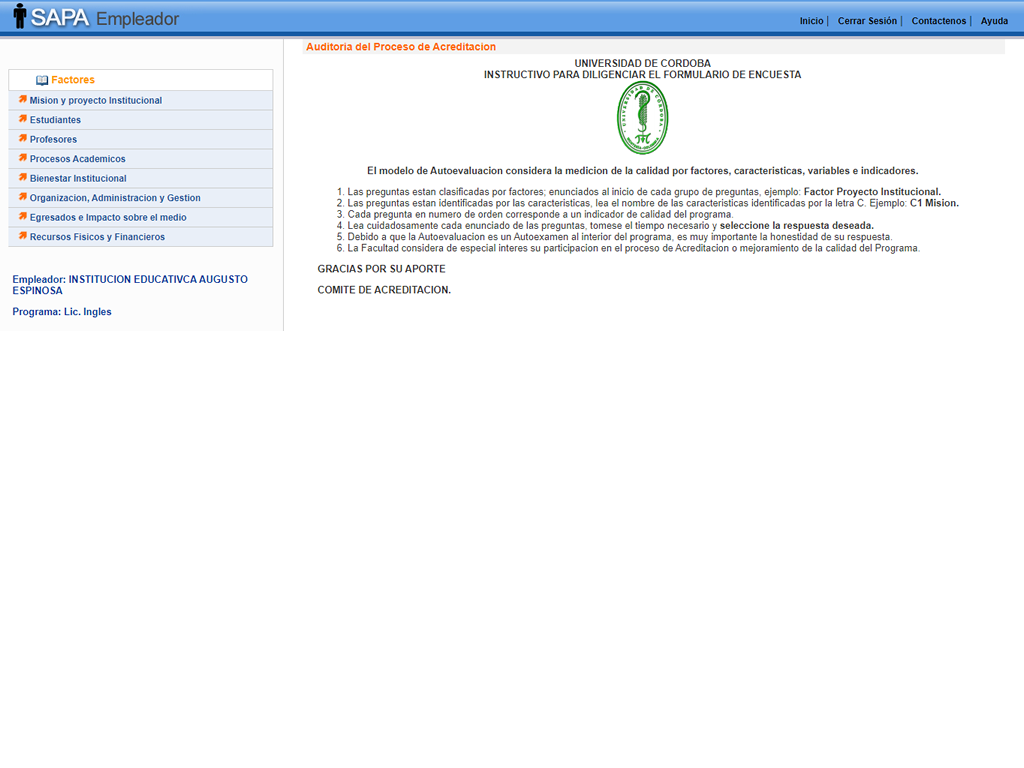 SAPA Empleador
Inicio | Cerrar Sesión | Contactenos | Ayuda
Factores
Mision y proyecto Institucional
Estudiantes
Profesores
Procesos Academicos
Bienestar Institucional
Organizacion, Administracion y Gestion
Egresados e Impacto sobre el medio
Recursos Fisicos y Financieros
Empleador: INSTITUCION EDUCATIVCA AUGUSTO
ESPINOSA
Programa: Lic. Ingles
Auditoria del Proceso de Acreditacion
UNIVERSIDAD DE CORDOBA
INSTRUCTIVO PARA DILIGENCIAR EL FORMULARIO DE ENCUESTA
UNIVERSIDAD DE CORDOBA
El modelo de Autoevaluacion considera la medicion de la calidad por factores, caracteristicas, variables e indicadores.
1. Las preguntas estan clasificadas por factores; enunciados al inicio de cada grupo de preguntas, ejemplo: Factor Proyecto Institucional.
2. Las preguntas estan identificadas por las caracteristicas, lea el nombre de las caracteristicas identificadas por la letra C. Ejemplo: C1 Mision.
3. Cada pregunta en numero de orden corresponde a un indicador de calidad del programa.
4. Lea cuidadosamente cada enunciado de las preguntas, tomese el tiempo necesario y seleccione la respuesta deseada.
5. Debido a que la Autoevaluacion es un Autoexamen al interior del programa, es muy importante la honestidad de su respuesta.
6. La Facultad considera de especial interes su participacion en el proceso de Acreditacion o mejoramiento de la calidad del Programa.
GRACIAS POR SU APORTE
COMITE DE ACREDITACION.